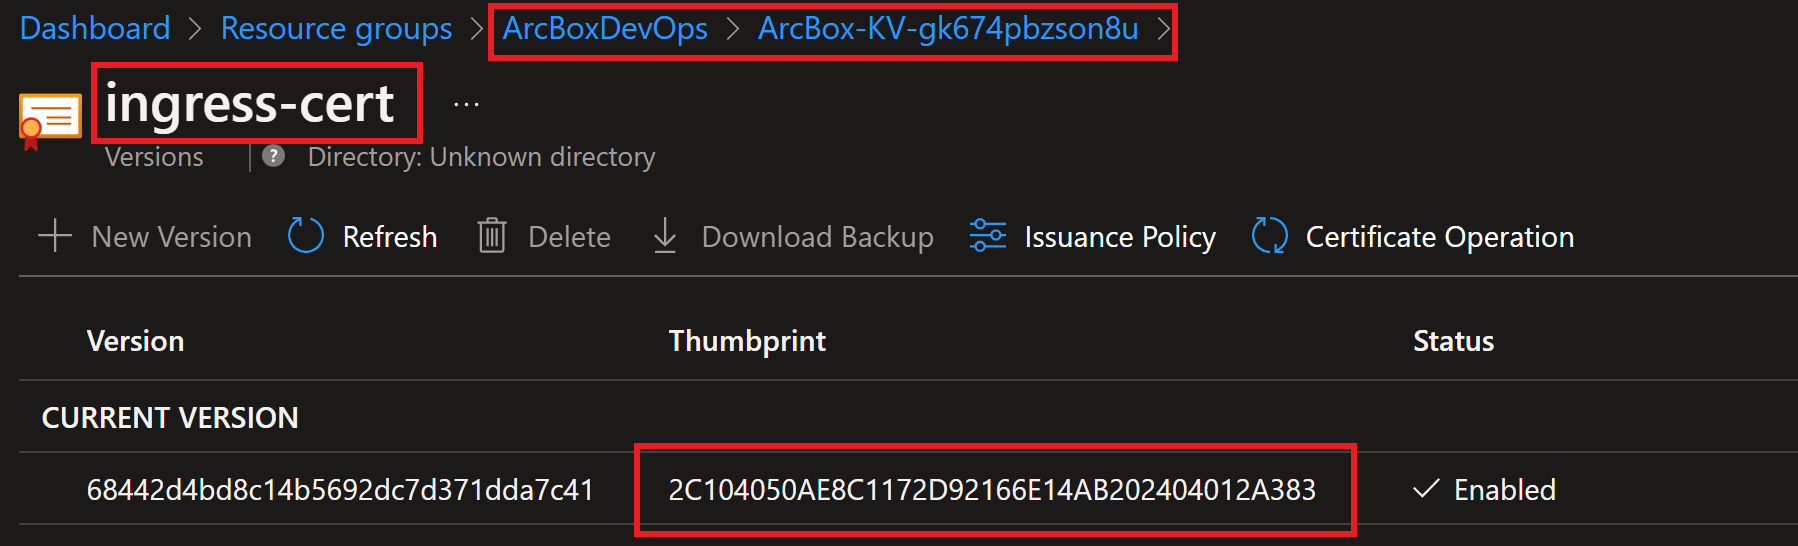 Dashboard > Resource groups > ArcBoxDevOps > ArcBox-KV-gk674pbzson8u >
ingress-cert ...
Versions | ? Directory: Unknown directory
New Version Refresh Delete Download Backup Issuance Policy Certificate Operation
Version Thumbprint Status
CURRENT VERSION
68442d4bd8c14b5692dc7d371dda7c41 2C104050AE8C1172D92166E14AB202404012A383 Enabled